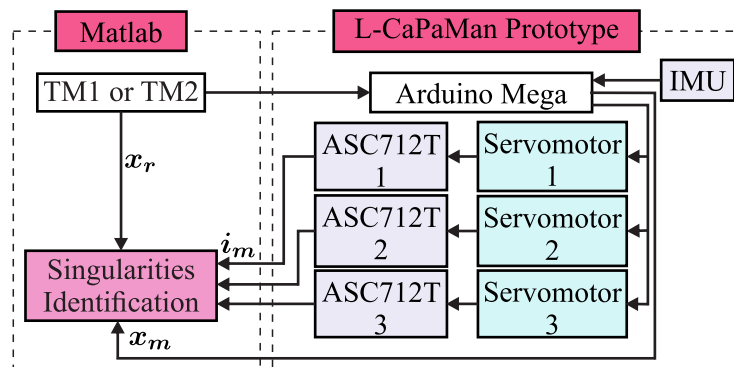 Matlab
L-CaPaMan Prototype
TM1 or TM2
Arduino Mega
IMU
x_r
ASC712T
1
Servomotor
1
i_m
ASC712T
2
Servomotor
2
Singularities
Identification
ASC712T
3
Servomotor
3
x_m